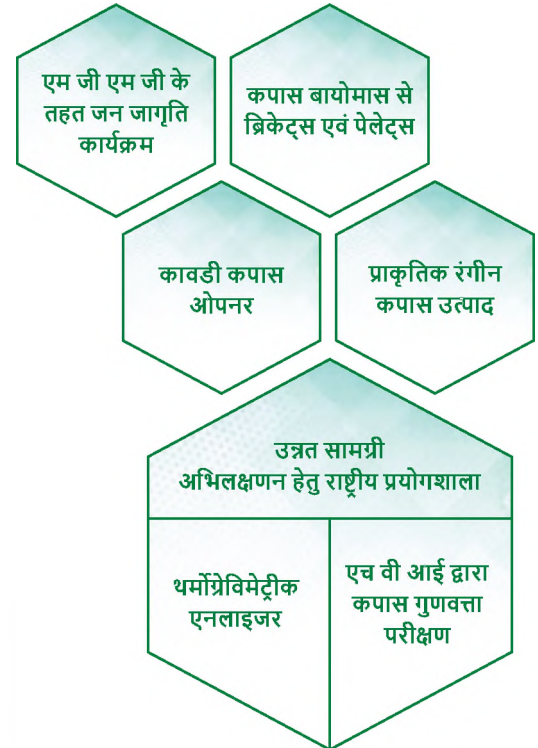 एम जी एम जी के
तहत जन जागृति
कार्यक्रम
कपास बायोमास से
ब्रिकेट्स एवं पेलेट्स
कावडी कपास
ओपनर
प्राकृतिक रंगीन
कपास उत्पाद
उन्नत सामग्री
अभिलक्षणन हेतु राष्ट्रीय प्रयोगशाला
थर्मोग्रेविमेट्रीक
एनलाइजर
एच वी आई द्वारा
कपास गुणवत्ता
परीक्षण